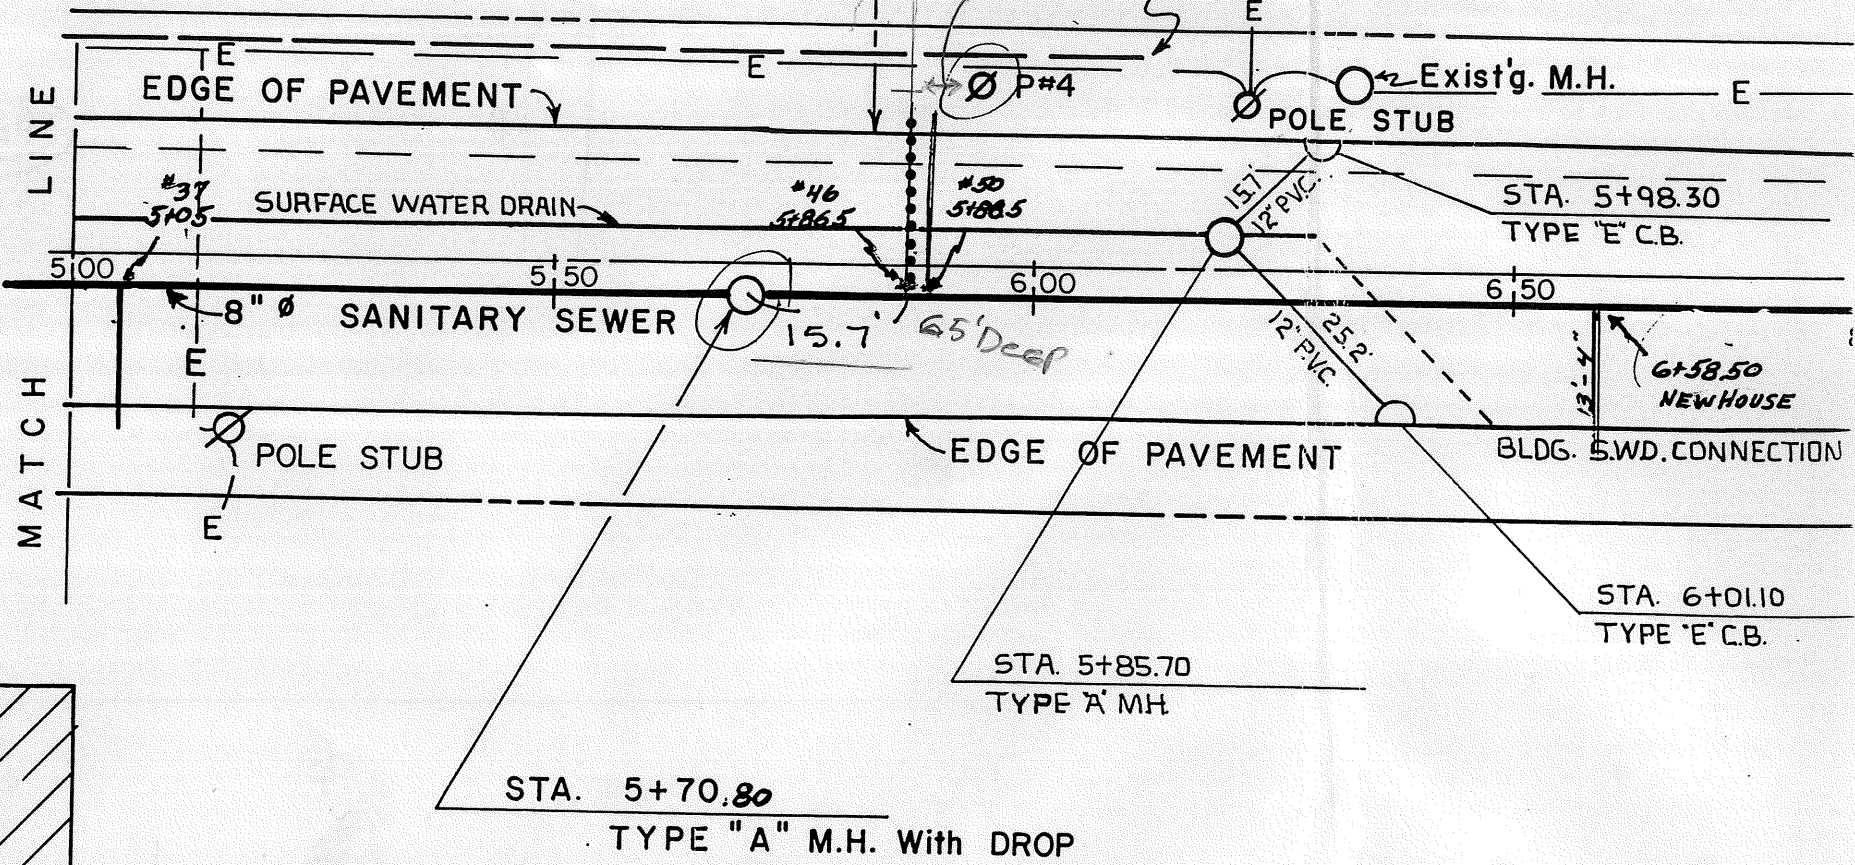 E
E
E
EDGE OF PAVEMENT
P#4
Exist'g. M.H.
E
POLE STUB
MATCH LINE
#37
5+05
SURFACE WATER DRAIN
#46
5+86.5
#50
5+88.5
15.7'
12" P.V.C.
STA. 5+98.30
TYPE "E" C.B.
5 00
5 50
6 00
6 50
8" Ø SANITARY SEWER
15.7'
65' Deep
25.2'
12" P.V.C.
13'-4"
6+58.50
NEW HOUSE
E
POLE STUB
EDGE OF PAVEMENT
BLDG. S.W.D. CONNECTION
E
STA. 6+01.10
TYPE "E" C.B.
STA. 5+85.70
TYPE "A" M.H.
STA. 5+70.80
TYPE "A" M.H. With DROP